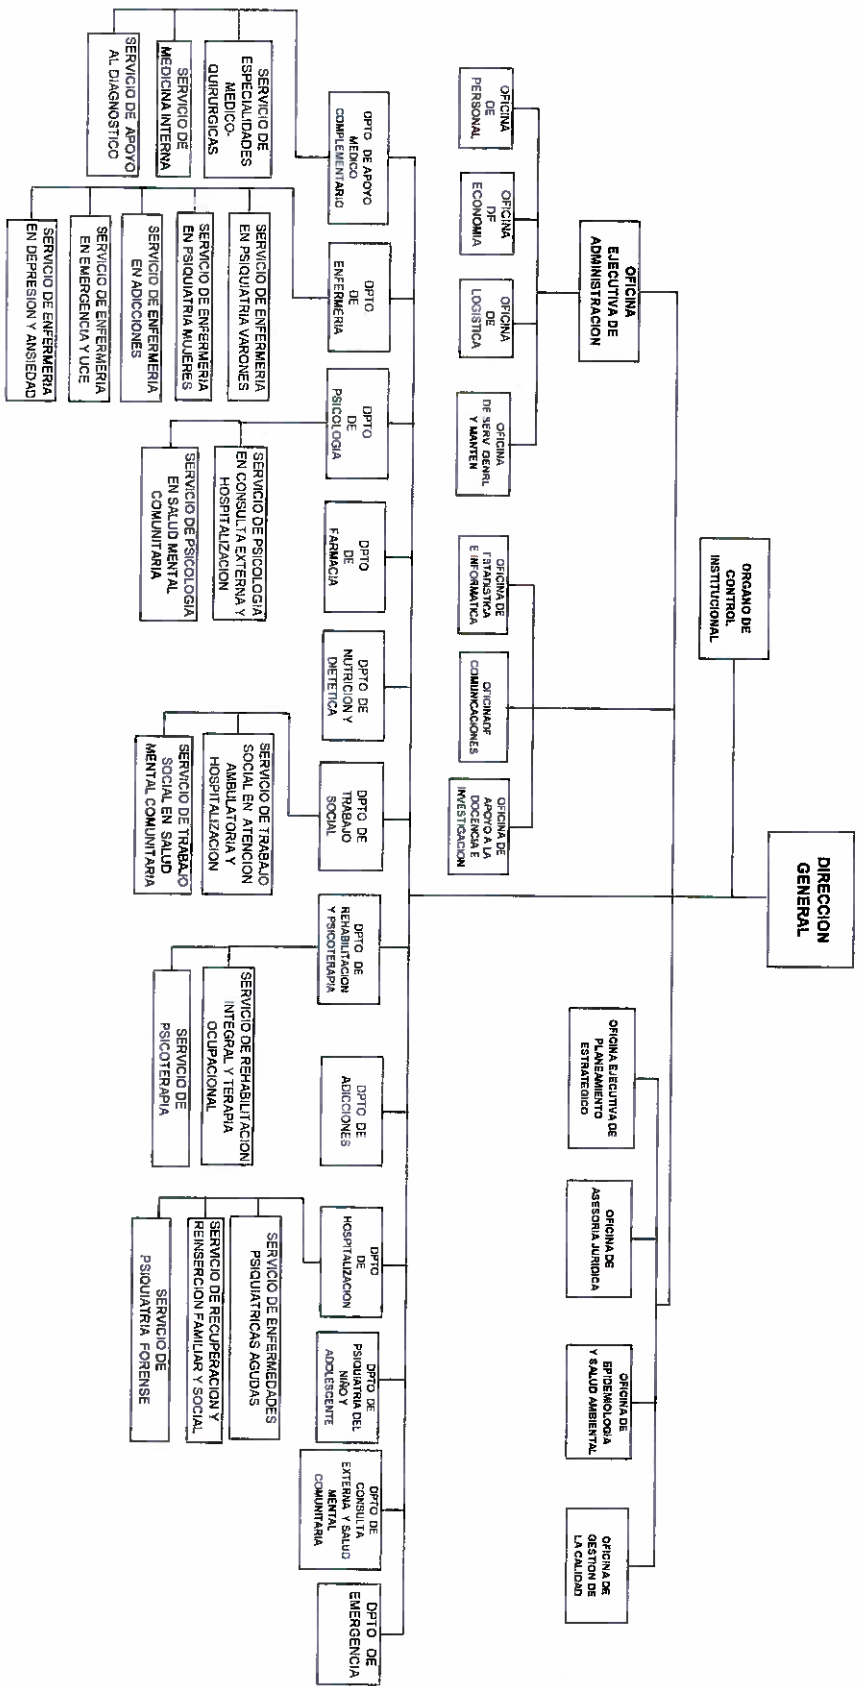 DIRECCION
GENERAL
ORGANO DE
CONTROL
INSTITUCIONAL
OFICINA
EJECUTIVA DE
ADMINISTRACION
OFICINA EJECUTIVA DE
PLANEAMIENTO
ESTRATEGICO
OFICINA DE
ASESORIA JURIDICA
OFICINA DE
EPIDEMIOLOGIA
Y SALUD AMBIENTAL
OFICINA DE
GESTION DE
LA CALIDAD
OFICINA
DE
PERSONAL
OFICINA
DE
ECONOMIA
OFICINA
DE
LOGISTICA
OFICINA
DE SERV GENRL
Y MANTEN
OFICINA DE
ESTADISTICA
E INFORMATICA
OFICINADE
COMUNICACIONES
OFICINA DE
APOYO A LA
DOCENCIA E
INVESTIGACION
DPTO DE APOYO
MEDICO
COMPLEMENTARIO
DPTO
DE
ENFERMERIA
DPTO
DE
PSICOLOGIA
DPTO
DE
FARMACIA
DPTO DE
NUTRICION Y
DIETETICA
DPTO DE
TRABAJO
SOCIAL
DPTO DE
REHABILITACION
Y PSICOTERAPIA
DPTO DE
ADICCIONES
DPTO
DE
HOSPITALIZACION
DPTO DE
PSIQUIATRIA DEL
NIÑO Y
ADOLESCENTE
DPTO DE
CONSULTA
EXTERNA Y SALUD
MENTAL
COMUNITARIA
DPTO DE
EMERGENCIA
SERVICIO DE
ESPECIALIDADES
MEDICO-
QUIRURGICAS
SERVICIO DE
MEDICINA INTERNA
SERVICIO DE APOYO
AL DIAGNOSTICO
SERVICIO DE ENFERMERIA
EN PSIQUIATRIA VARONES
SERVICIO DE ENFERMERIA
EN PSIQUIATRIA MUJERES
SERVICIO DE ENFERMERIA
EN ADICCIONES
SERVICIO DE ENFERMERIA
EN EMERGENCIA Y UCE
SERVICIO DE ENFERMERIA
EN DEPRESION Y ANSIEDAD
SERVICIO DE PSICOLOGIA
EN CONSULTA EXTERNA Y
HOSPITALIZACION
SERVICIO DE PSICOLOGIA
EN SALUD MENTAL
COMUNITARIA
SERVICIO DE TRABAJO
SOCIAL EN ATENCION
AMBULATORIA Y
HOSPITALIZACION
SERVICIO DE TRABAJO
SOCIAL EN SALUD
MENTAL COMUNITARIA
SERVICIO DE REHABILITACION
INTEGRAL Y TERAPIA
OCUPACIONAL
SERVICIO DE
PSICOTERAPIA
SERVICIO DE ENFERMEDADES
PSIQUIATRICAS AGUDAS
SERVICIO DE RECUPERACION Y
REINSERCION FAMILIAR Y SOCIAL
SERVICIO DE
PSIQUIATRIA FORENSE